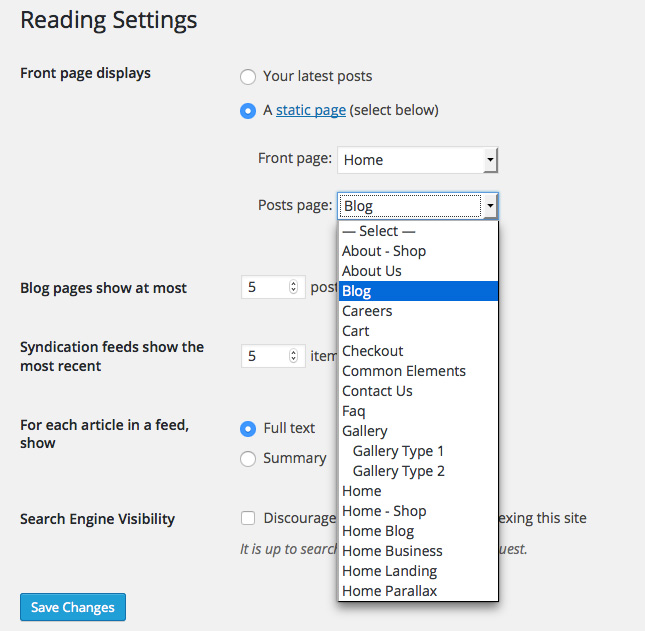 Reading Settings
Front page displays
Your latest posts
A static page (select below)
Front page: Home
Posts page: Blog
— Select —
About - Shop
About Us
Blog
Careers
Cart
Checkout
Common Elements
Contact Us
Faq
Gallery
Gallery Type 1
Gallery Type 2
Home
Home - Shop
Home Blog
Home Business
Home Landing
Home Parallax
Blog pages show at most
5
Syndication feeds show the
most recent
5
For each article in a feed,
show
Full text
Summary
Search Engine Visibility
Discourage this site
It is up to
Save Changes